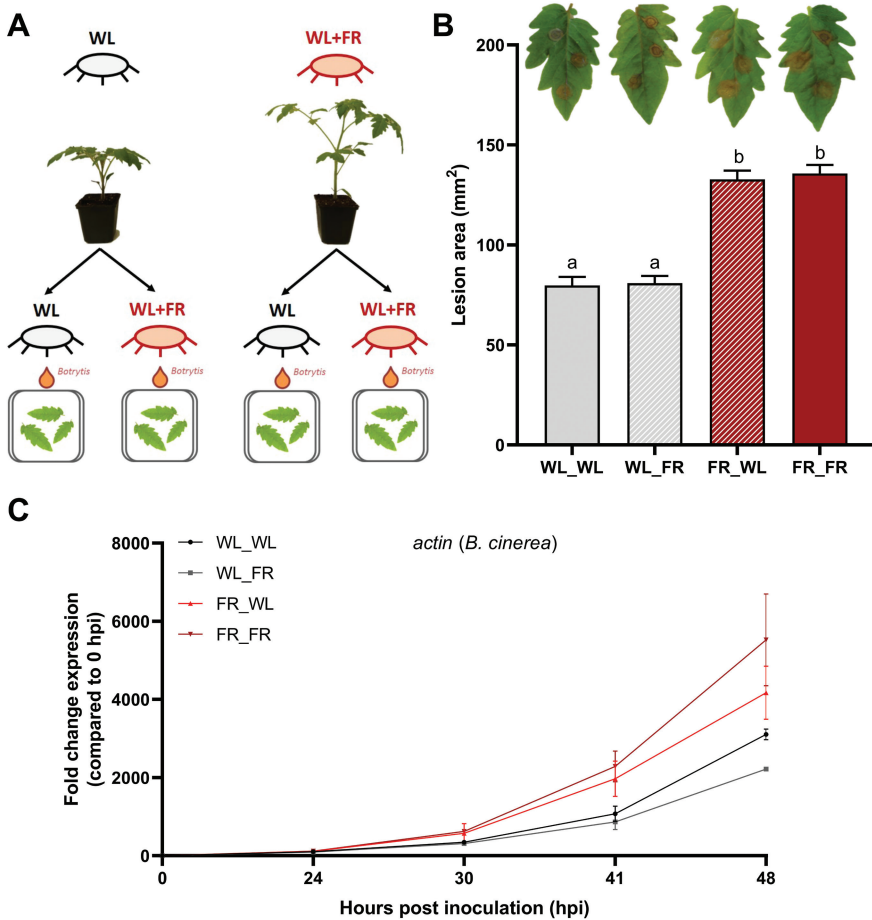 A
WL
WL+FR
WL
WL+FR
WL
WL+FR
Botrytis
Botrytis
Botrytis
Botrytis
B
200
150
100
50
0
Lesion area (mm²)
a
a
b
b
WL_WL
WL_FR
FR_WL
FR_FR
C
actin (B. cinerea)
WL_WL
WL_FR
FR_WL
FR_FR
8000
6000
4000
2000
0
Fold change expression
(compared to 0 hpi)
0
24
30
41
48
Hours post inoculation (hpi)